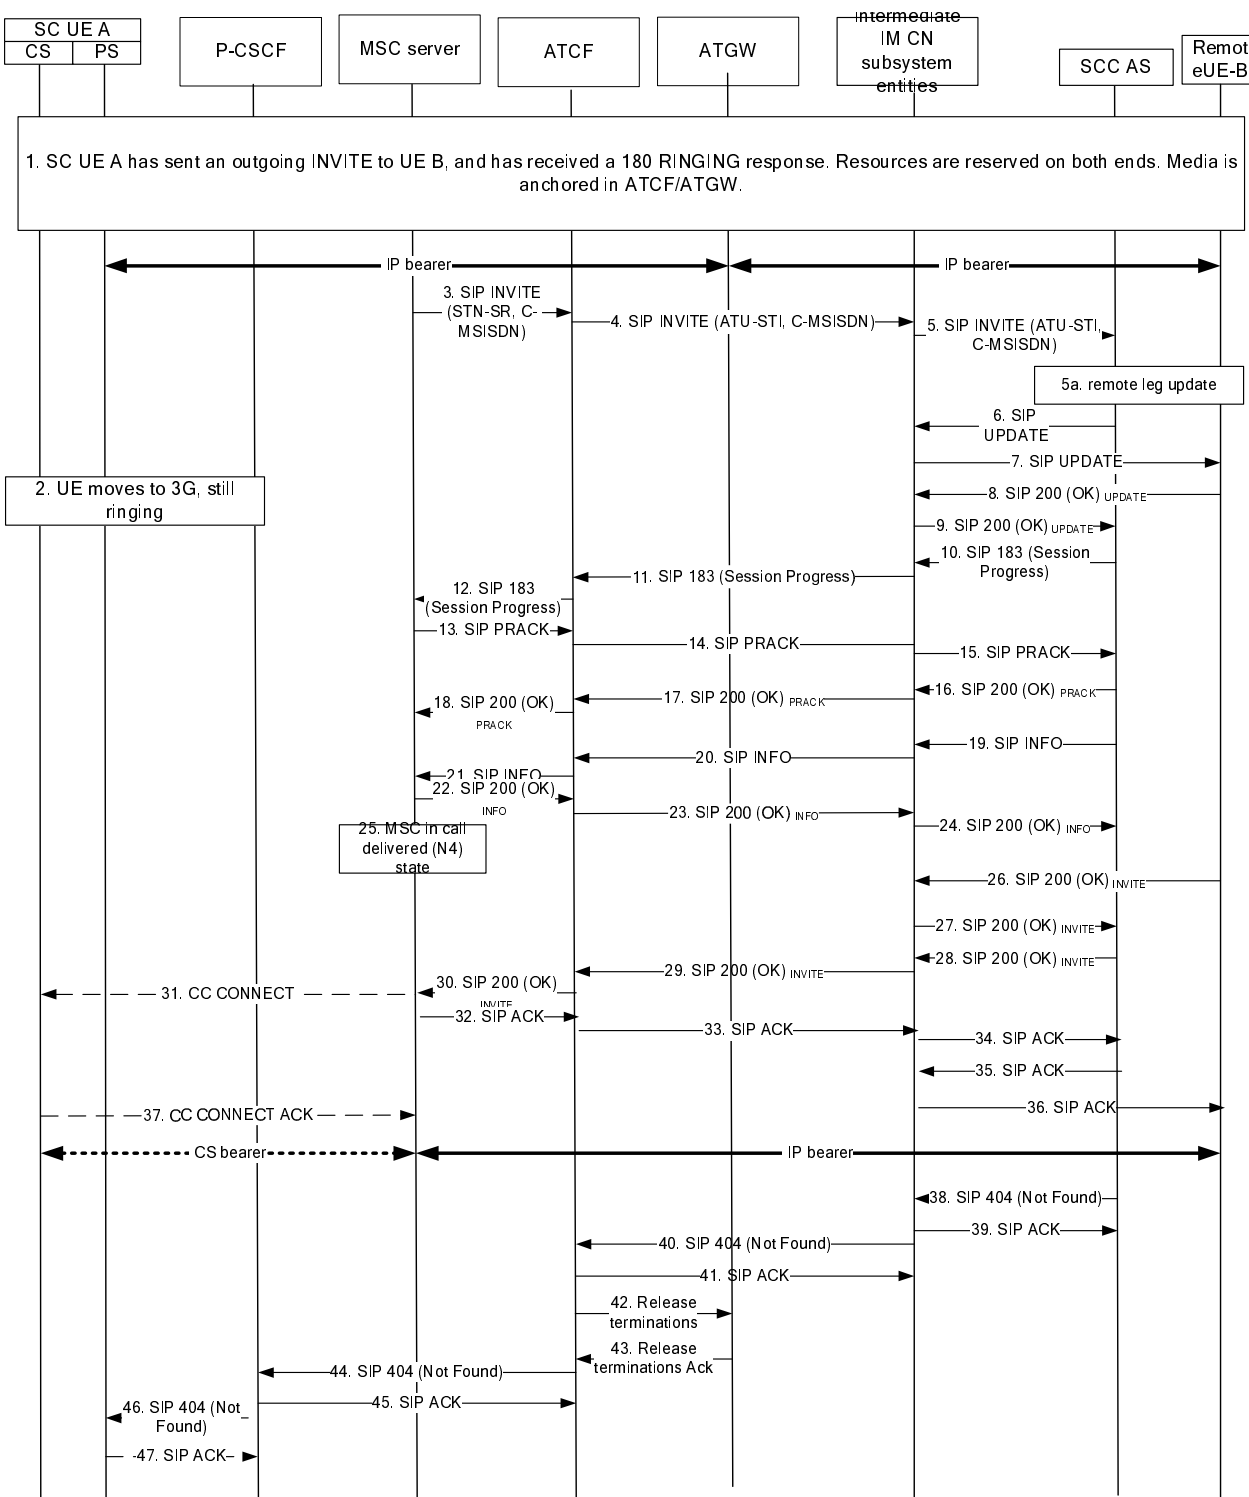 SC UE A
CS
PS
P-CSCF
MSC server
ATCF
ATGW
Intermediate
IM CN
subsystem
entities
SCC AS
Remot
eUE-B
1. SC UE A has sent an outgoing INVITE to UE B, and has received a 180 RINGING response. Resources are reserved on both ends. Media is
anchored in ATCF/ATGW.
IP bearer
IP bearer
3. SIP INVITE
(STN-SR, C-
MSISDN)
4. SIP INVITE (ATU-STI, C-MSISDN)
5. SIP INVITE (ATU-STI,
C-MSISDN)
5a. remote leg update
6. SIP
UPDATE
7. SIP UPDATE
2. UE moves to 3G, still
ringing
8. SIP 200 (OK) UPDATE
9. SIP 200 (OK) UPDATE
10. SIP 183 (Session
Progress)
11. SIP 183 (Session Progress)
12. SIP 183
(Session Progress)
13. SIP PRACK
14. SIP PRACK
15. SIP PRACK
16. SIP 200 (OK) PRACK
17. SIP 200 (OK) PRACK
18. SIP 200 (OK)
PRACK
19. SIP INFO
20. SIP INFO
21. SIP INFO
22. SIP 200 (OK)
INFO
23. SIP 200 (OK) INFO
24. SIP 200 (OK) INFO
25. MSC in call
delivered (N4)
state
26. SIP 200 (OK) INVITE
27. SIP 200 (OK) INVITE
28. SIP 200 (OK) INVITE
29. SIP 200 (OK) INVITE
30. SIP 200 (OK)
INVITE
31. CC CONNECT
32. SIP ACK
33. SIP ACK
34. SIP ACK
35. SIP ACK
36. SIP ACK
37. CC CONNECT ACK
CS bearer
IP bearer
38. SIP 404 (Not Found)
39. SIP ACK
40. SIP 404 (Not Found)
41. SIP ACK
42. Release
terminations
43. Release
terminations Ack
44. SIP 404 (Not Found)
45. SIP ACK
46. SIP 404 (Not
Found)
47. SIP ACK